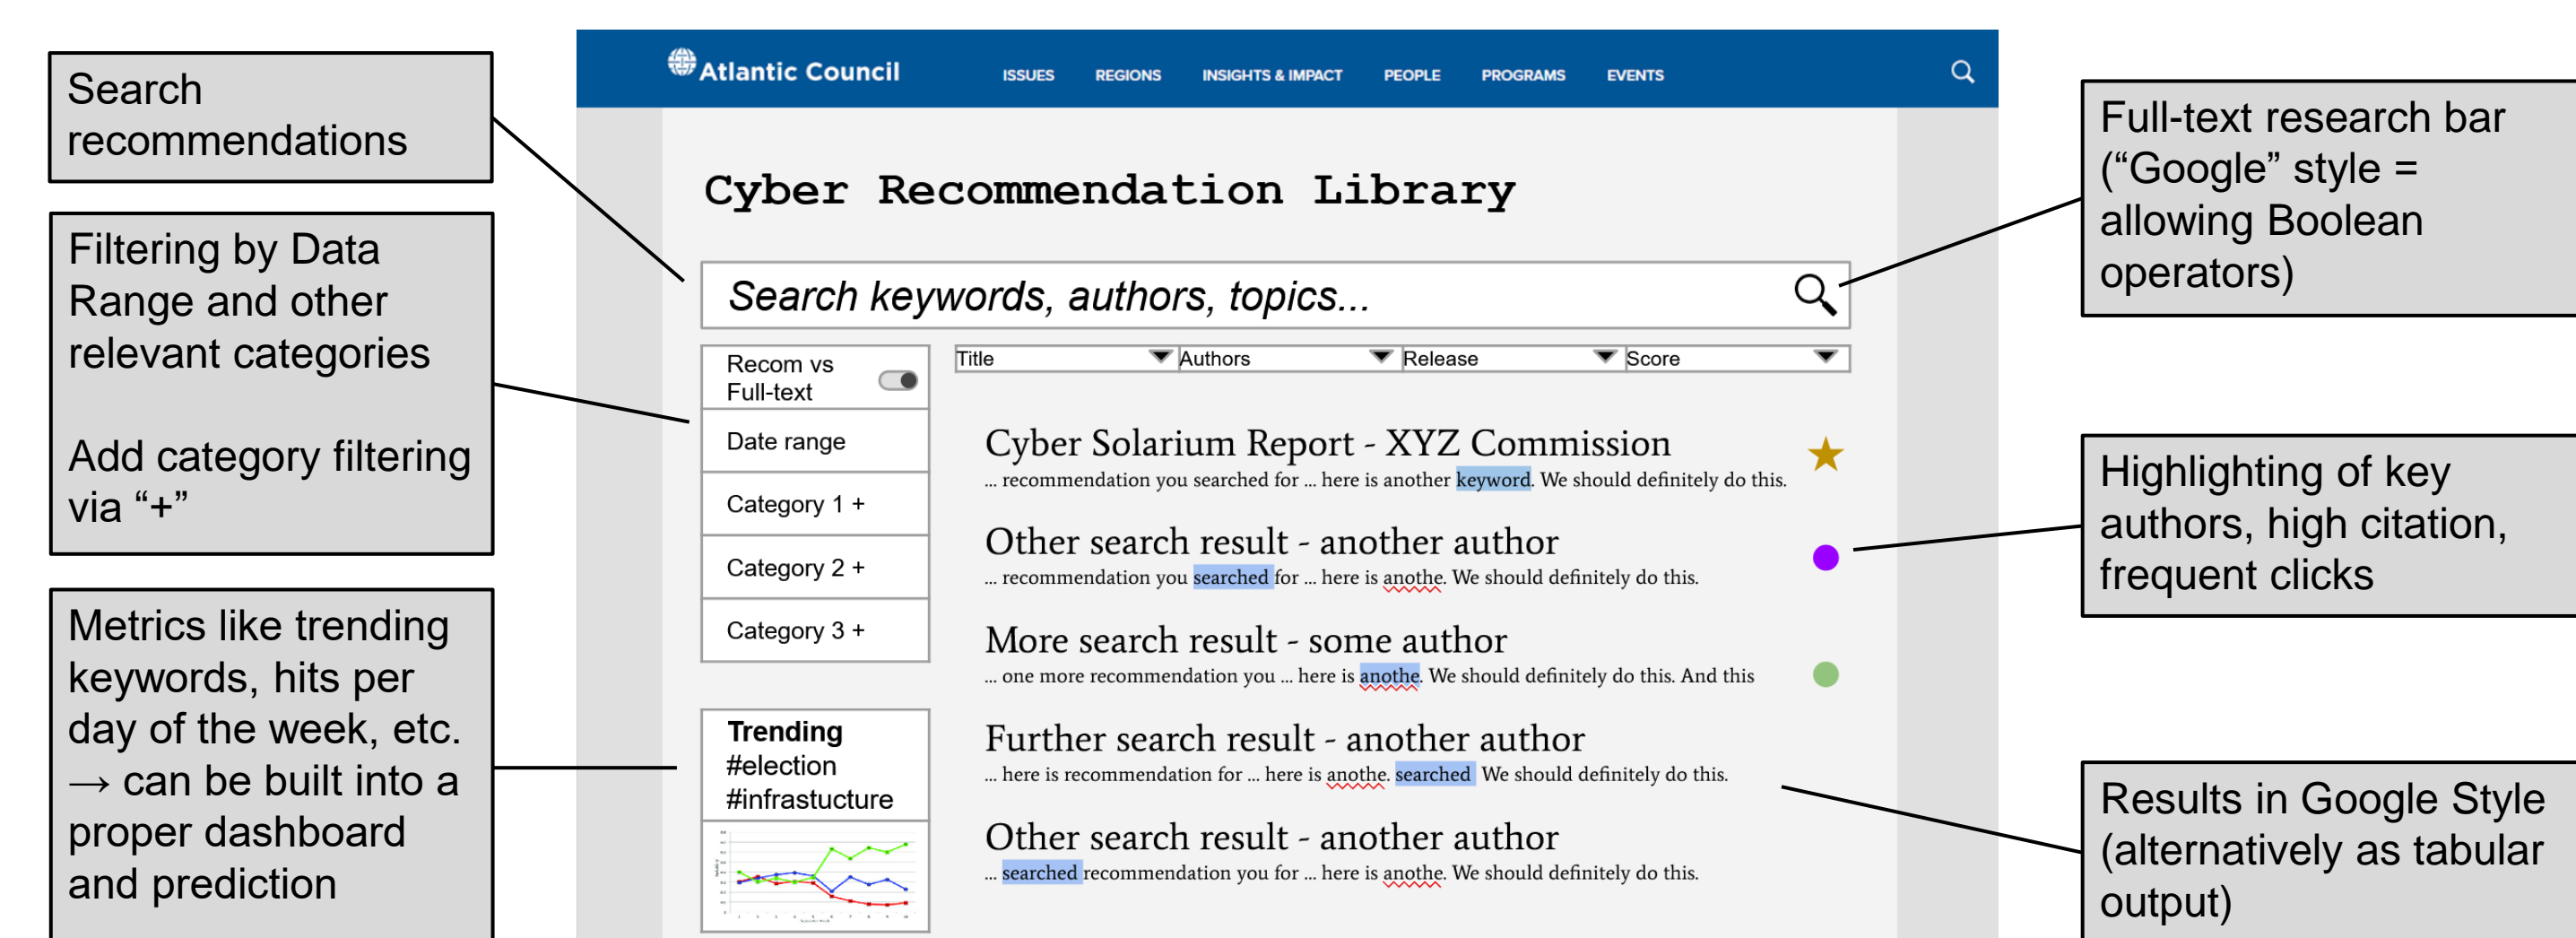 Search
recommendations
Filtering by Data
Range and other
relevant categories
Add category filtering
via “+”
Metrics like trending
keywords, hits per
day of the week, etc.
→ can be built into a
proper dashboard
and prediction
Atlantic Council
ISSUES REGIONS INSIGHTS & IMPACT PEOPLE PROGRAMS EVENTS
Cyber Recommendation Library
Search keywords, authors, topics...
Recom vs
Full-text
Date range
Category 1 +
Category 2 +
Category 3 +
Trending
#election
#infrastucture
Title Authors Release Score
Cyber Solarium Report - XYZ Commission
... recommendation you searched for ... here is another keyword. We should definitely do this.
Other search result - another author
... recommendation you searched for ... here is anothe. We should definitely do this.
More search result - some author
... one more recommendation you ... here is anothe. We should definitely do this. And this
Further search result - another author
... here is recommendation for ... here is anothe. searched We should definitely do this.
Other search result - another author
... searched recommendation you for ... here is anothe. We should definitely do this.
Full-text research bar
(“Google” style =
allowing Boolean
operators)
Highlighting of key
authors, high citation,
frequent clicks
Results in Google Style
(alternatively as tabular
output)